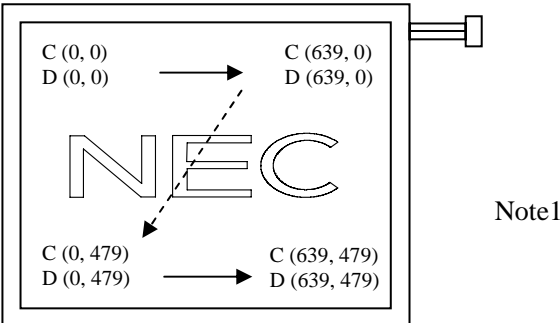 C (0, 0)
D (0, 0)
C (639, 0)
D (639, 0)
NEC
Note1
C (0, 479)
D (0, 479)
C (639, 479)
D (639, 479)